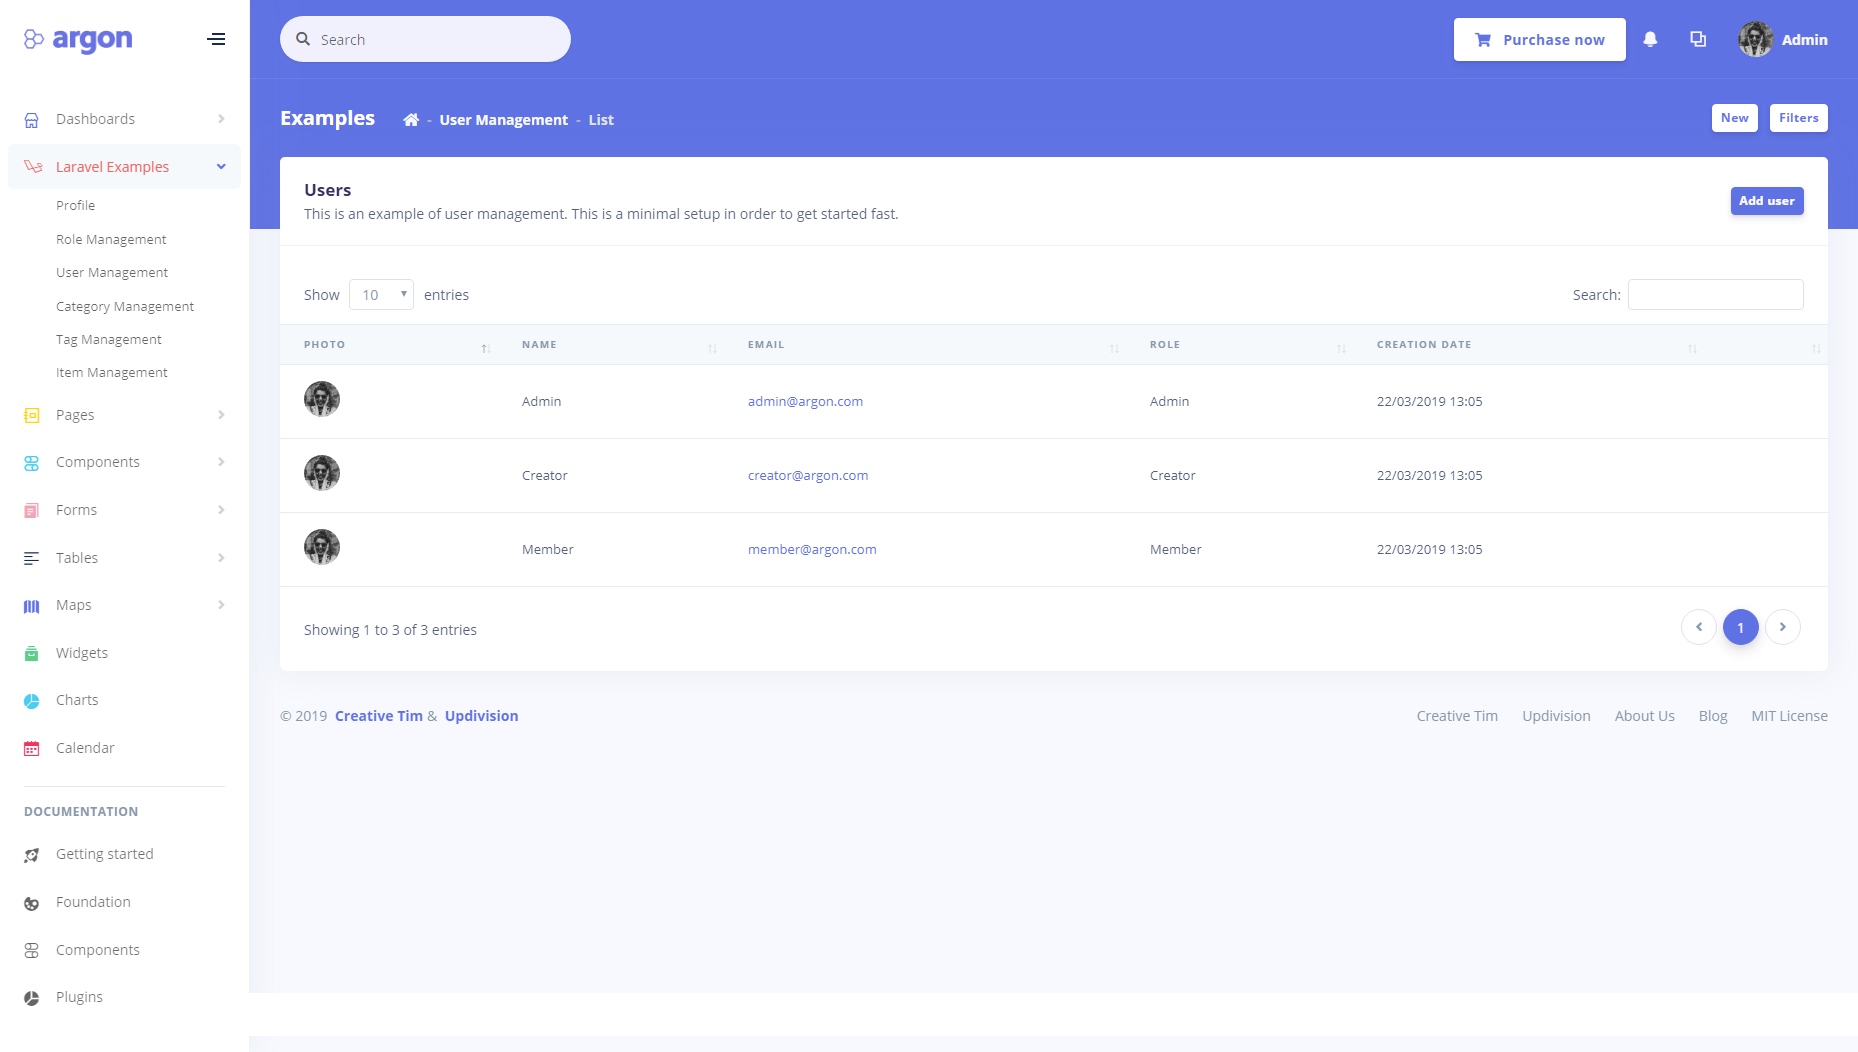 argon
Search
Purchase now
Admin
Dashboards
Laravel Examples
Profile
Role Management
User Management
Category Management
Tag Management
Item Management
Pages
Components
Forms
Tables
Maps
Widgets
Charts
Calendar
DOCUMENTATION
Getting started
Foundation
Components
Plugins
Examples - User Management - List
New Filters
Users
This is an example of user management. This is a minimal setup in order to get started fast.
Add user
Show 10 entries Search:
PHOTO NAME EMAIL ROLE CREATION DATE
Admin admin@argon.com Admin 22/03/2019 13:05
Creator creator@argon.com Creator 22/03/2019 13:05
Member member@argon.com Member 22/03/2019 13:05
Showing 1 to 3 of 3 entries 1
© 2019 Creative Tim & Updivision Creative Tim Updivision About Us Blog MIT License